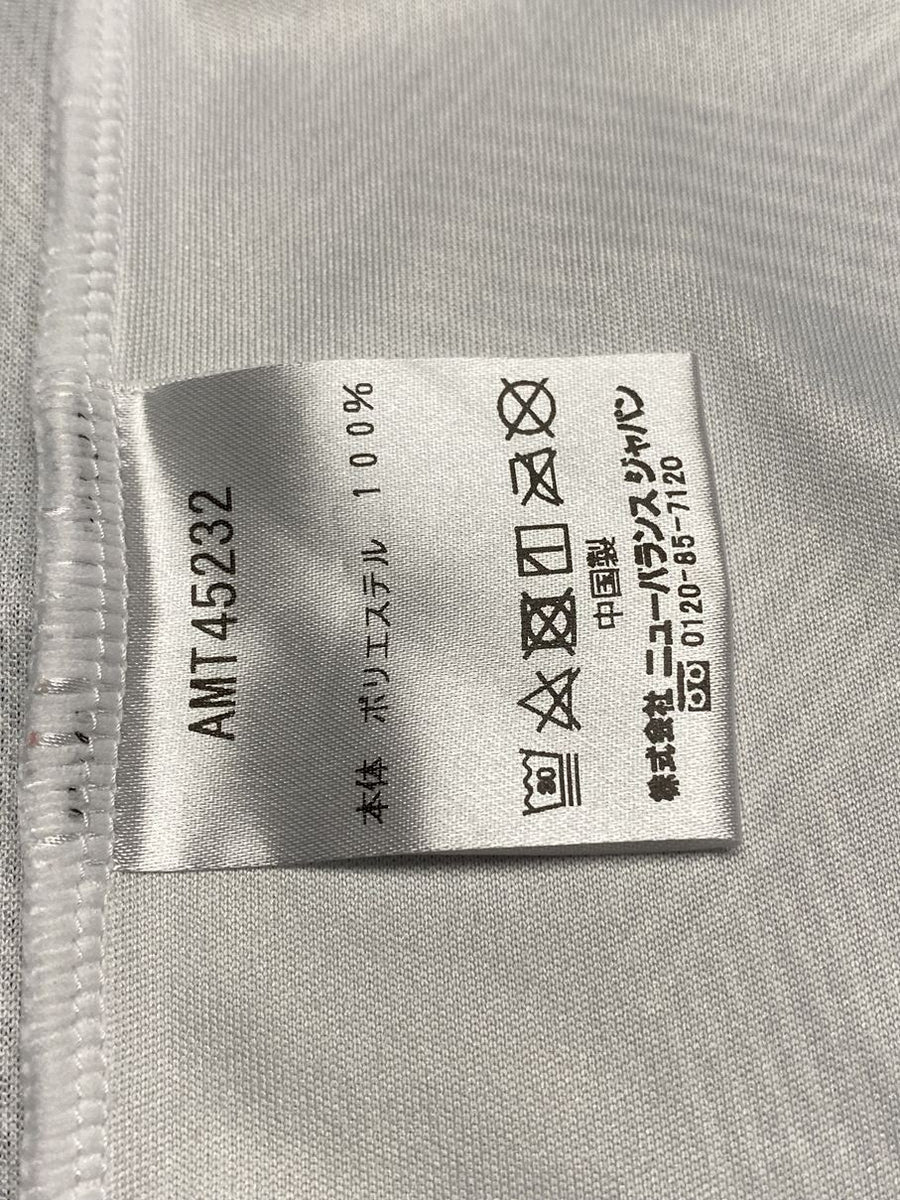 AMT45232
本体 ポリエステル 100%
30
中国製
株式会社 ニューバランス ジャパン
0120-85-7120